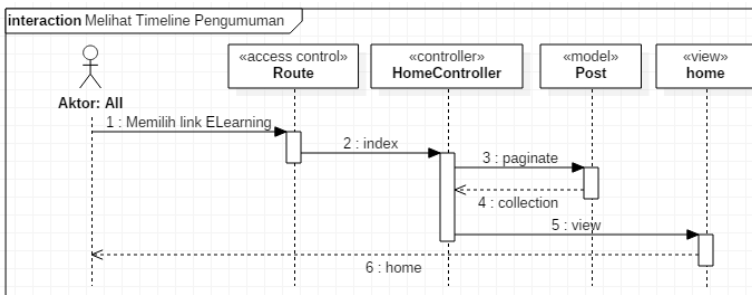 interaction Melihat Timeline Pengumuman
«access control»
Route
«controller»
HomeController
«model»
Post
«view»
home
Aktor: All
1 : Memilih link ELearning
2 : index
3 : paginate
4 : collection
5 : view
6 : home